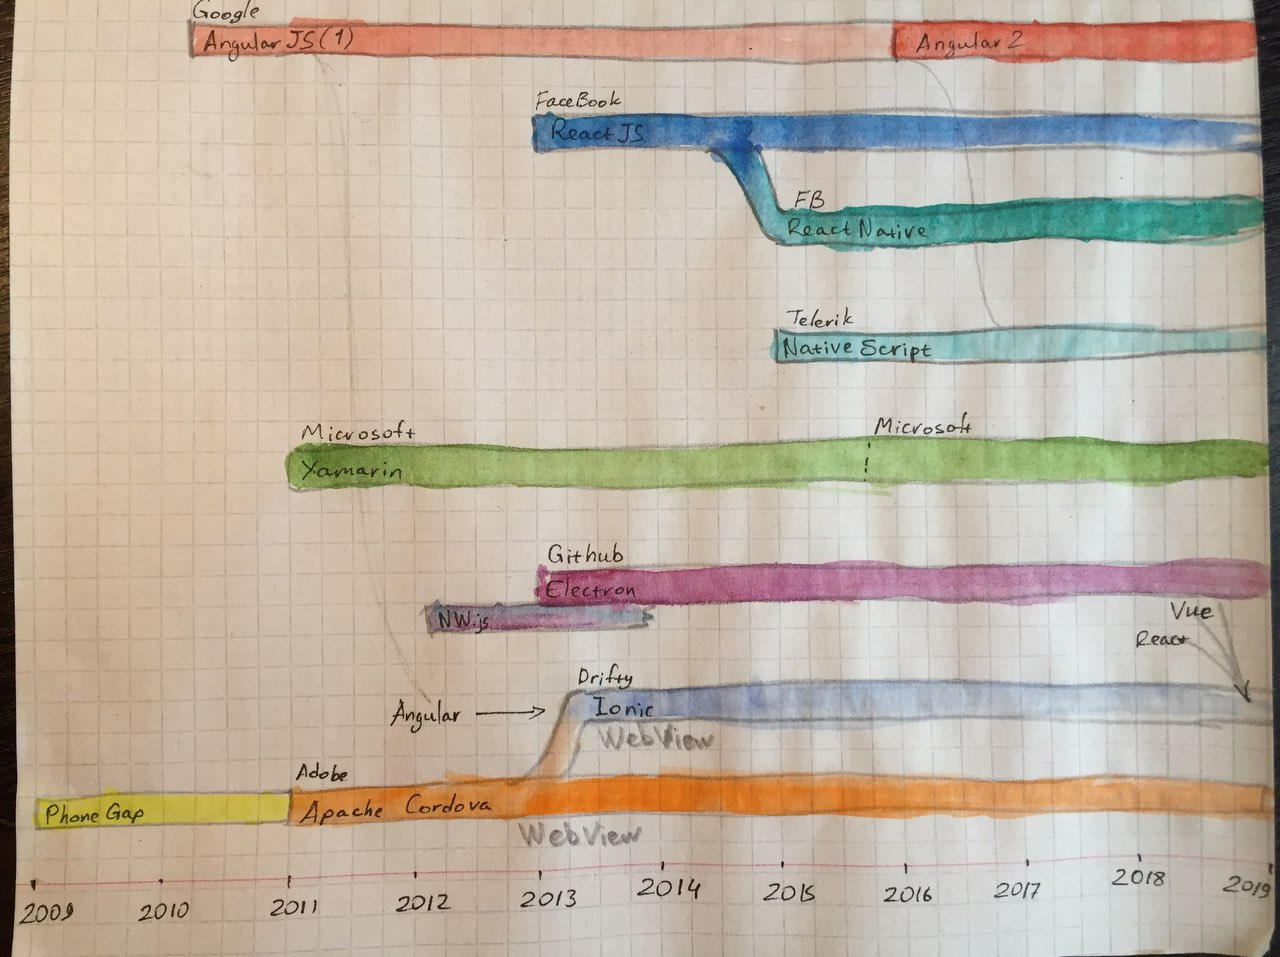 Google
Angular JS(1)
Angular 2
FaceBook
React JS
FB
React Native
Telerik
Native Script
Microsoft
Microsoft
Xamarin
Github
Electron
NW.js
Vue
React
Drifty
Angular
Ionic
WebView
Adobe
Phone Gap
Apache Cordova
WebView
2009 2010 2011 2012 2013 2014 2015 2016 2017 2018 2019